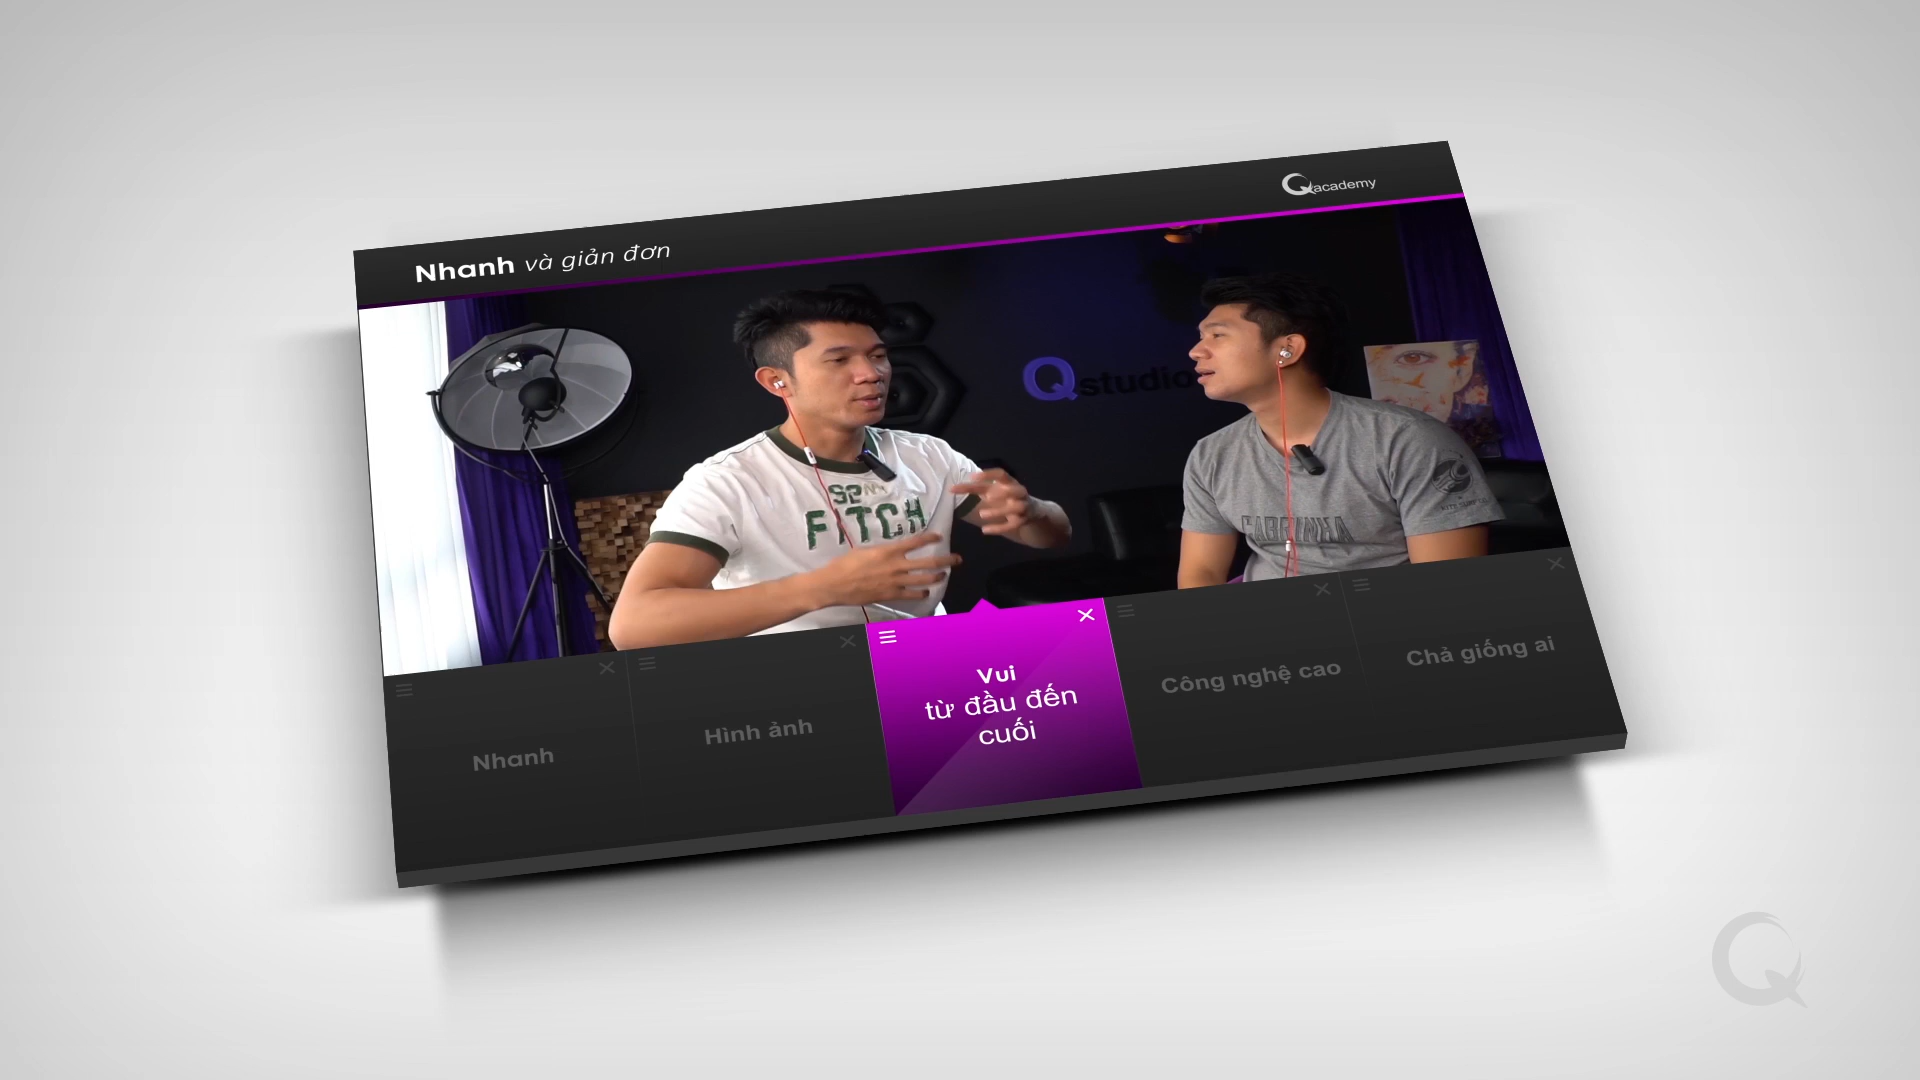 Qacademy
Nhanh và giản đơn
Qstudio
FITCH
CABRINHA
Nhanh
Hình ảnh
Vui
từ đầu đến
cuối
Công nghệ cao
Chả giống ai
Q